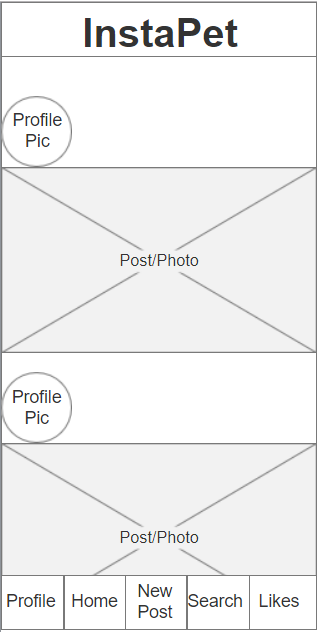 InstaPet
Profile
Pic
Post/Photo
Profile
Pic
Post/Photo
Profile
Home
New
Post
Search
Likes